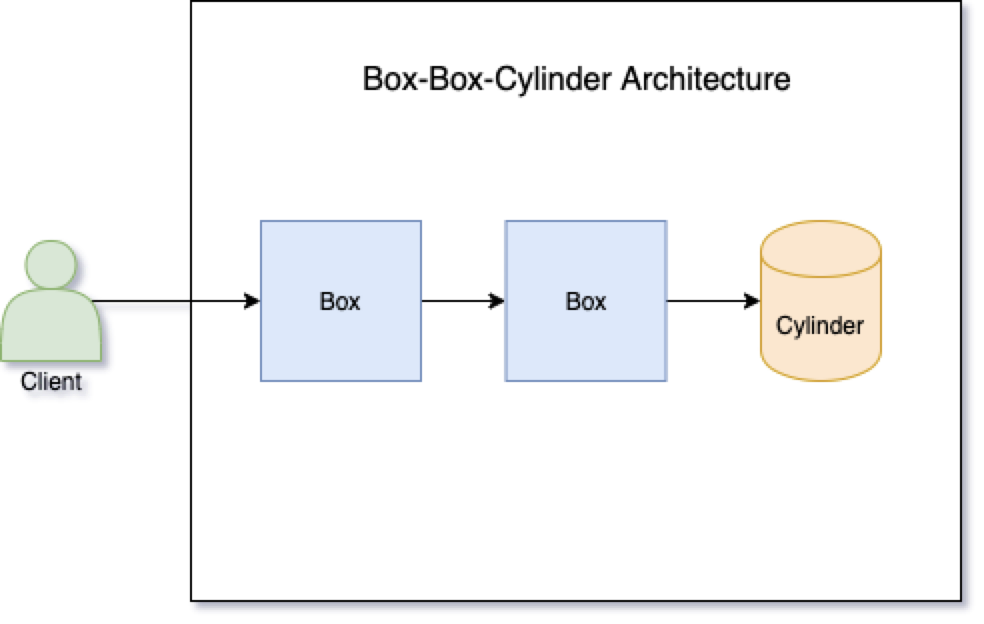 Box-Box-Cylinder Architecture
Box
Box
Cylinder
Client